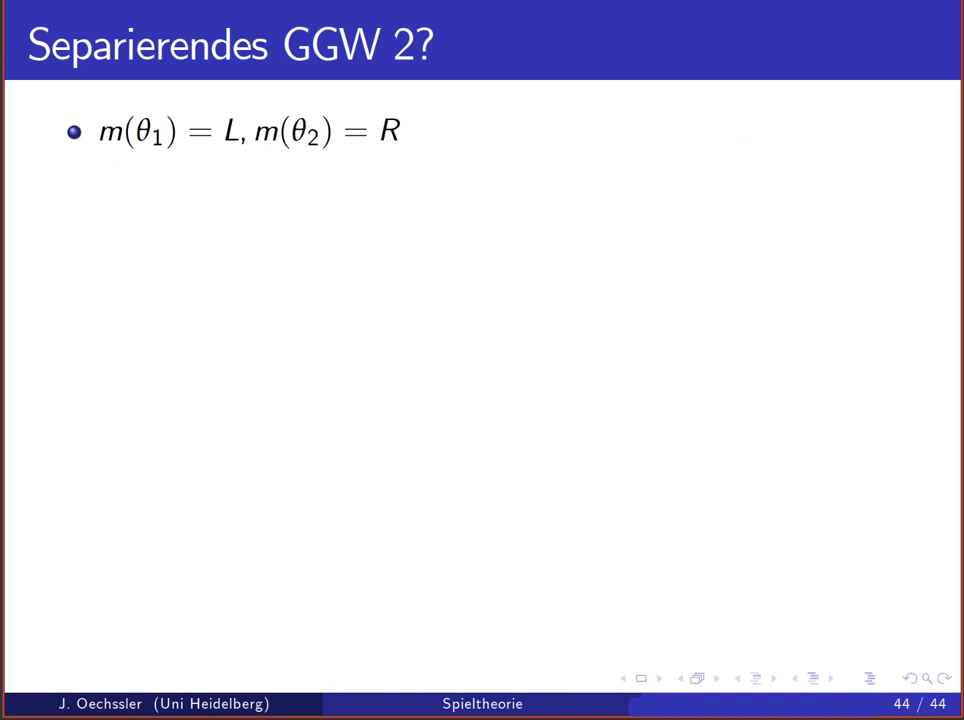 Separierendes GGW 2?
m(θ₁) = L, m(θ₂) = R
J. Oechssler (Uni Heidelberg) Spieltheorie 44 / 44